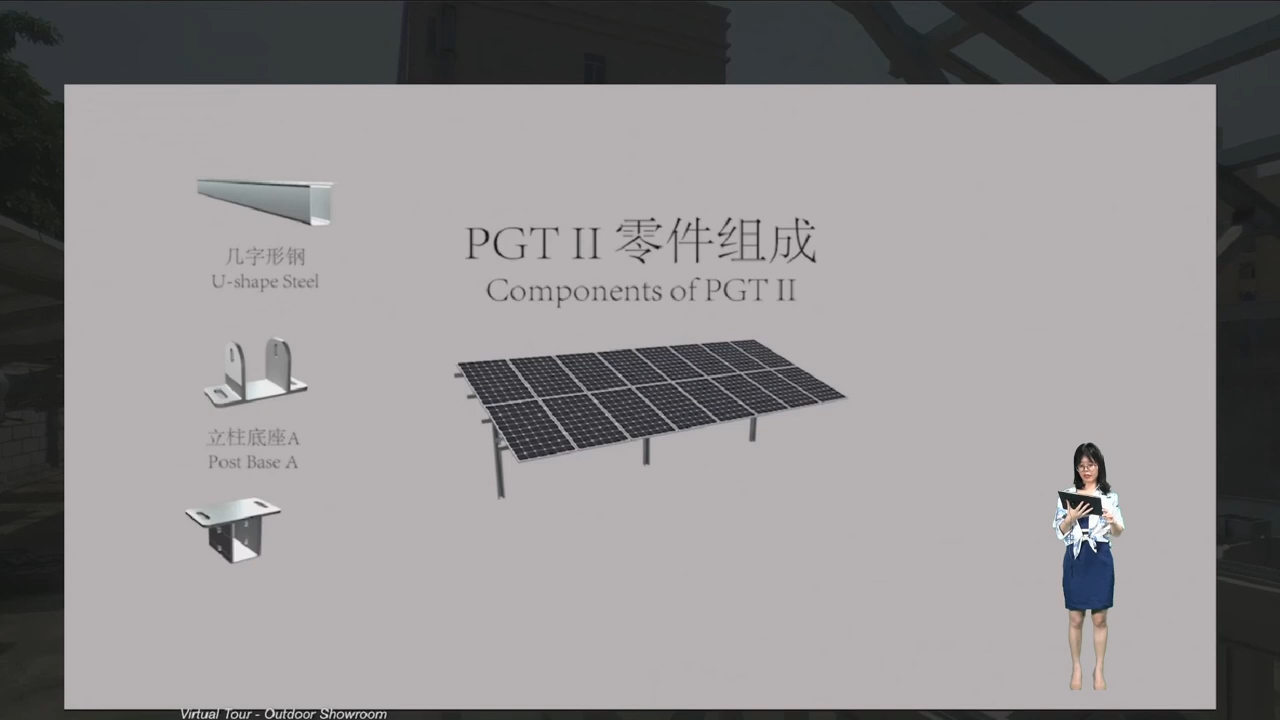 PGT II 零件组成
Components of PGT II
几字形钢
U-shape Steel
立柱底座A
Post Base A
Virtual Tour - Outdoor Showroom